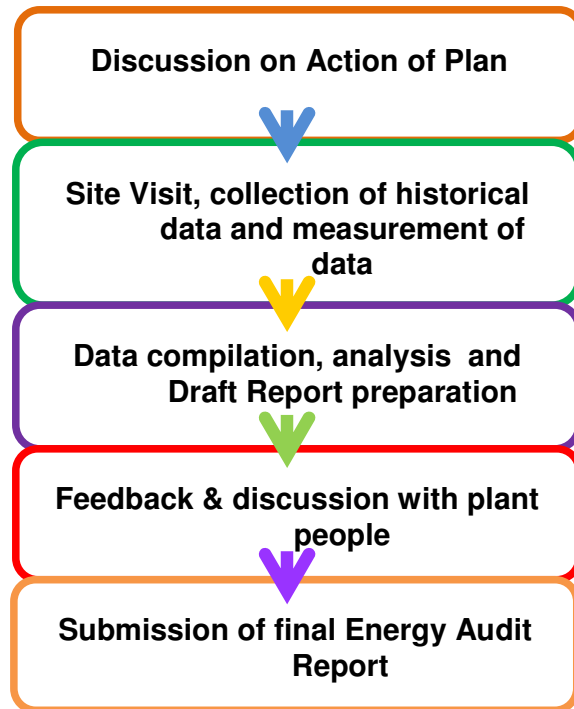 Discussion on Action of Plan
Site Visit, collection of historical
data and measurement of
data
Data compilation, analysis and
Draft Report preparation
Feedback & discussion with plant
people
Submission of final Energy Audit
Report